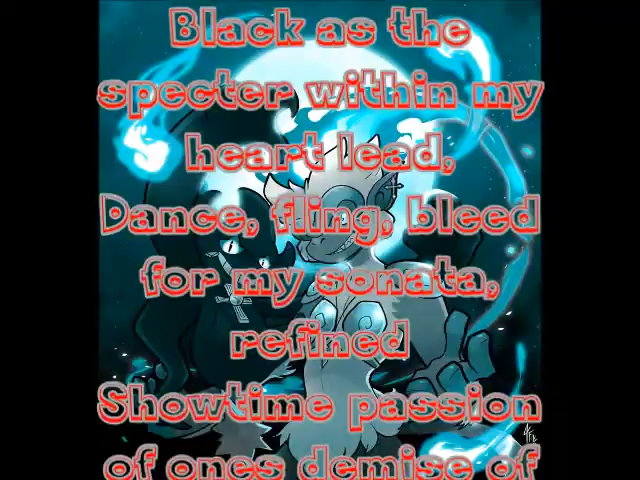 Black as the
specter within my
heart lead,
Dance, fling, bleed
for my sonata,
refined
Showtime passion
of ones demise of